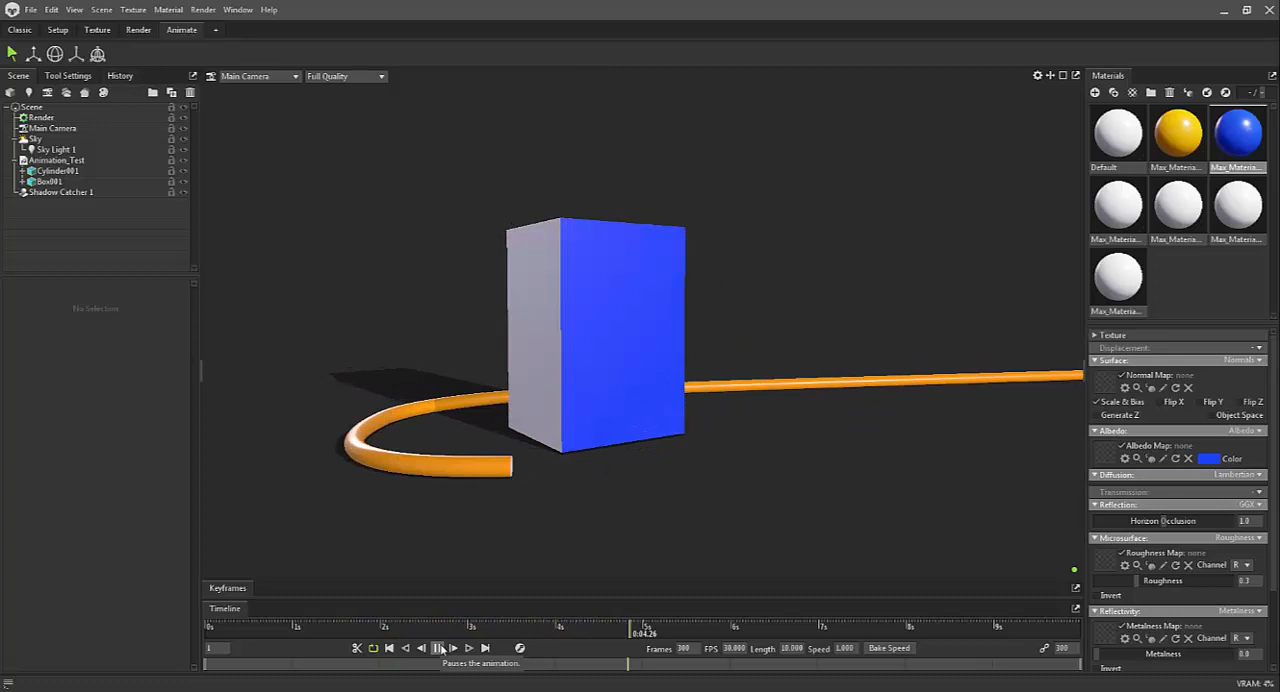 File Edit View Scene Texture Material Render Window Help
Classic Setup Texture Render Animate +
Scene Tool Settings History
Main Camera Full Quality
Materials
Scene
Render
Main Camera
Sky
Sky Light 1
Animation_Test
Cylinder001
Box001
Shadow Catcher 1
No Selection
Default Max_Materia... Max_Materia...
Max_Materia... Max_Materia... Max_Materia...
Max_Materia...
Texture
Displacement:
Surface: Normals
Normal Map: none
Scale & Bias Flip X Flip Y Flip Z
Generate Z Object Space
Albedo: Albedo
Albedo Map: none
Color
Diffusion: Lambertian
Transmission:
Reflection: GGX
Horizon Occlusion 1.0
Microsurface: Roughness
Roughness Map: none
Channel R
Roughness 0.3
Invert
Reflectivity: Metalness
Metalness Map: none
Channel R
Metalness 0.0
Invert
Keyframes
Timeline
0s 1s 2s 3s 4s 5s 6s 7s 8s 9s
0:04.26
1 Frames 300 FPS 30.000 Length 10.000 Speed 1.000 Bake Speed 300
Pauses the animation.
VRAM: 4%